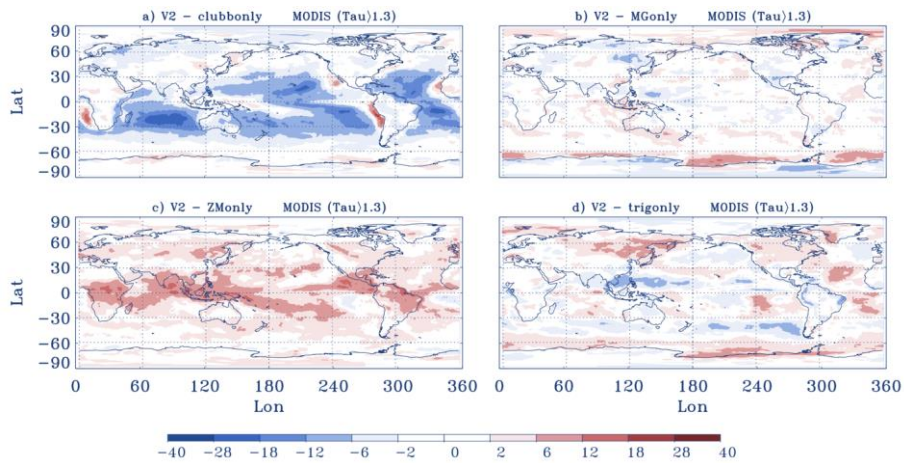 a) V2 - clubbonly MODIS (Tau⟩1.3)
b) V2 - MGonly MODIS (Tau⟩1.3)
90
60
30
0
-30
-60
-90
Lat
c) V2 - ZMonly MODIS (Tau⟩1.3)
d) V2 - trigonly MODIS (Tau⟩1.3)
90
60
30
0
-30
-60
-90
Lat
0 60 120 180 240 300 360
0 60 120 180 240 300 360
Lon
Lon
-40 -28 -18 -12 -6 -2 0 2 6 12 18 28 40